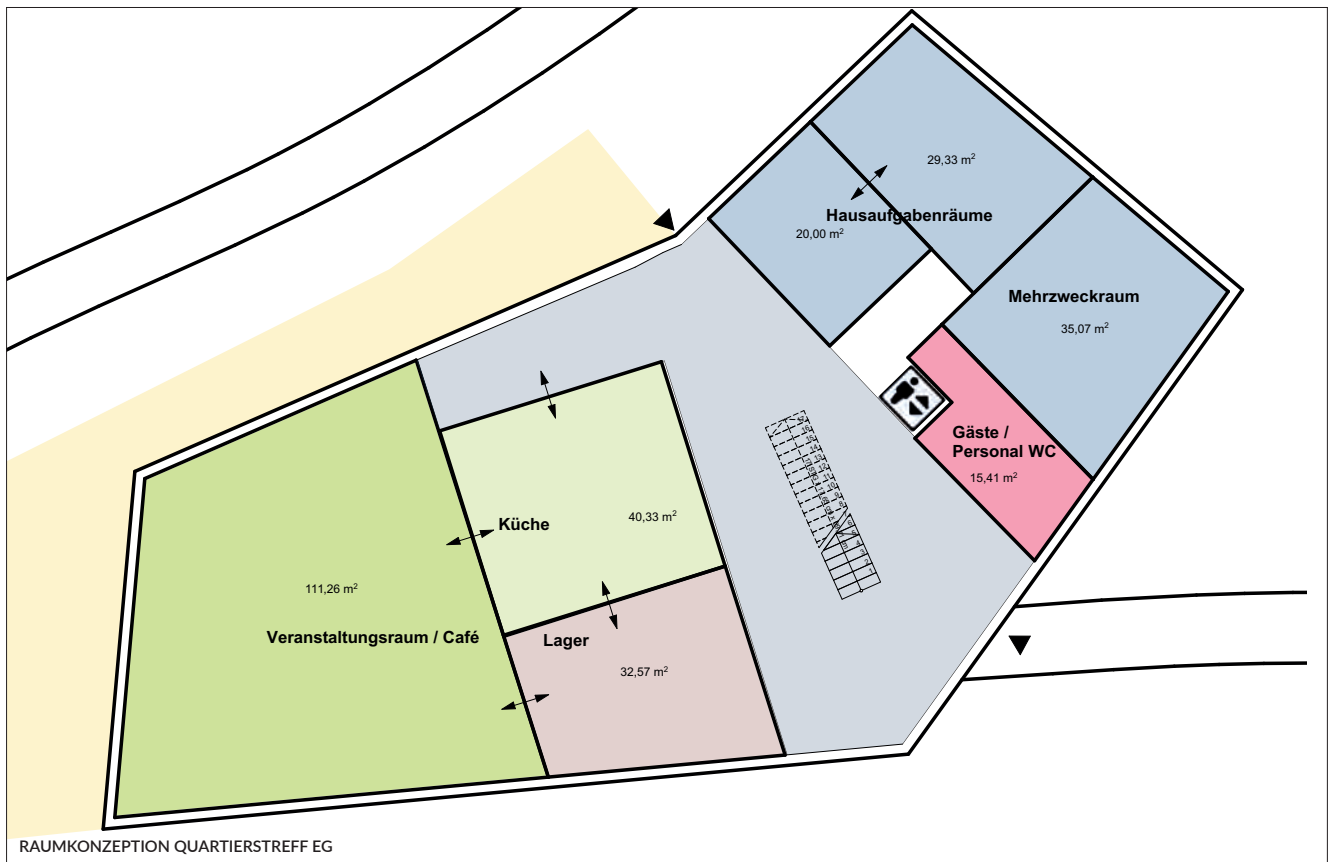 29,33 m²
Hausaufgabenräume
20,00 m²
Mehrzweckraum
35,07 m²
Gäste /
Personal WC
15,41 m²
Küche
40,33 m²
111,26 m²
Veranstaltungsraum / Café
Lager
32,57 m²
RAUMKONZEPTION QUARTIERSTREFF EG